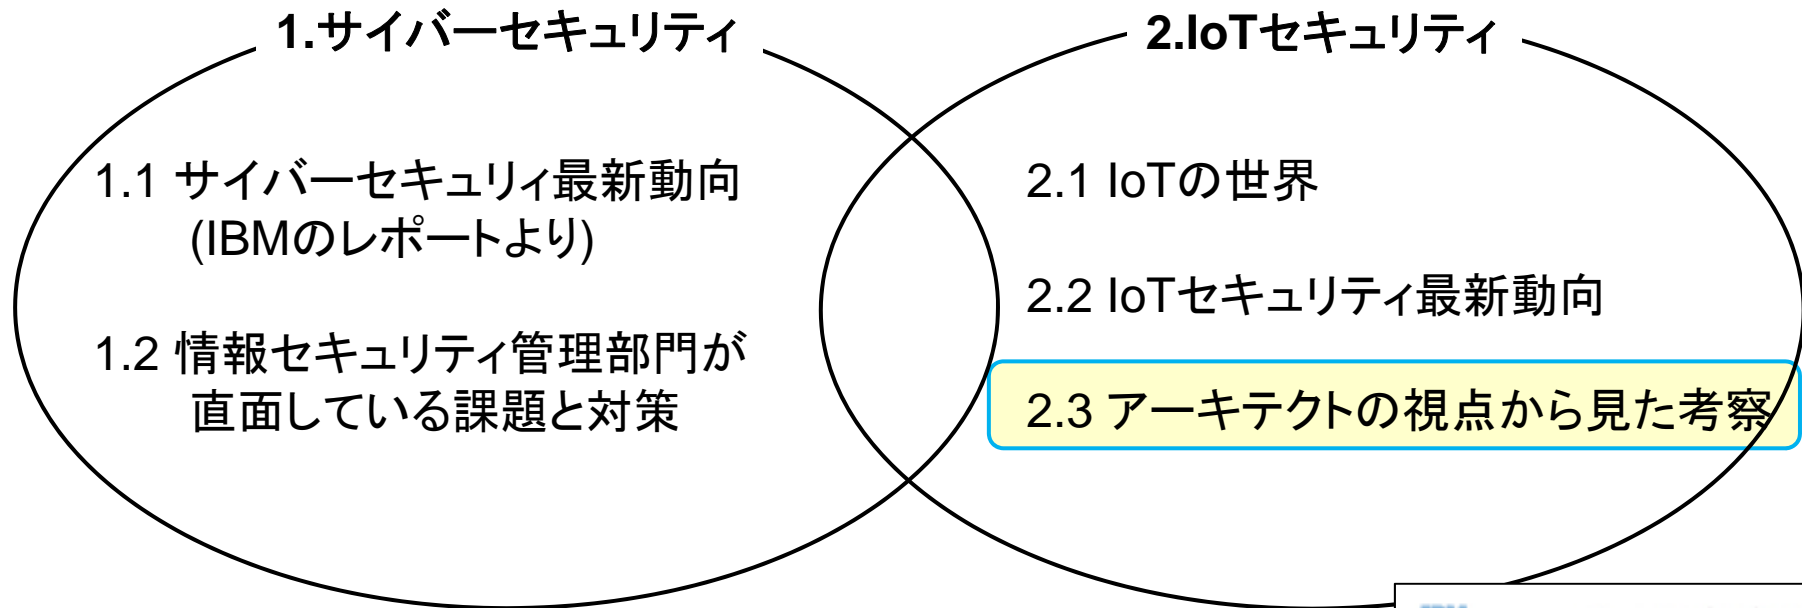 1.サイバーセキュリティ
1.1 サイバーセキュリィ最新動向
(IBMのレポートより)
1.2 情報セキュリティ管理部門が
直面している課題と対策
2.IoTセキュリティ
2.1 IoTの世界
2.2 IoTセキュリティ最新動向
2.3 アーキテクトの視点から見た考察